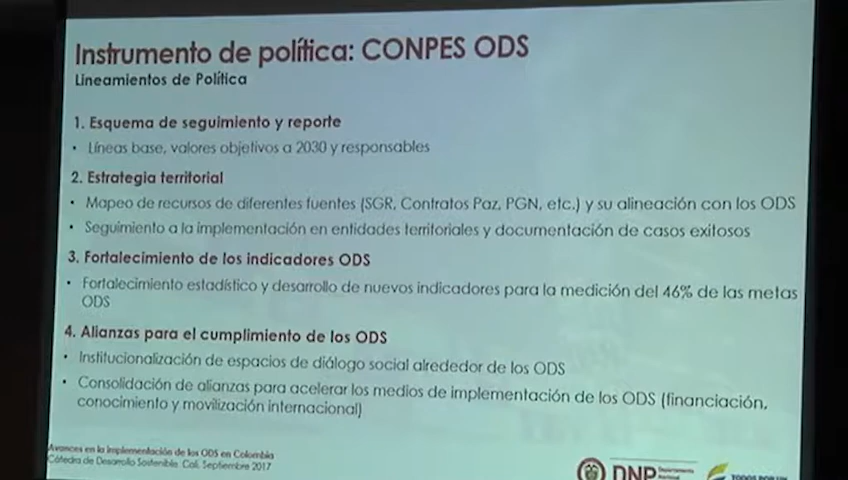 Instrumento de política: CONPES ODS
Lineamientos de Política
1. Esquema de seguimiento y reporte
• Líneas base, valores objetivos a 2030 y responsables
2. Estrategia territorial
• Mapeo de recursos de diferentes fuentes (SGR, Contratos Paz, PGN, etc.) y su alineación con los ODS
• Seguimiento a la implementación en entidades territoriales y documentación de casos exitosos
3. Fortalecimiento de los indicadores ODS
• Fortalecimiento estadístico y desarrollo de nuevos indicadores para la medición del 46% de las metas
ODS
4. Alianzas para el cumplimiento de los ODS
• Institucionalización de espacios de diálogo social alrededor de los ODS
• Consolidación de alianzas para acelerar los medios de implementación de los ODS (financiación,
conocimiento y movilización internacional)
Avances en la implementación de los ODS en Colombia
Cátedra de Desarrollo Sostenible. Cali, Septiembre 2017
DNP
TODOS POR UN